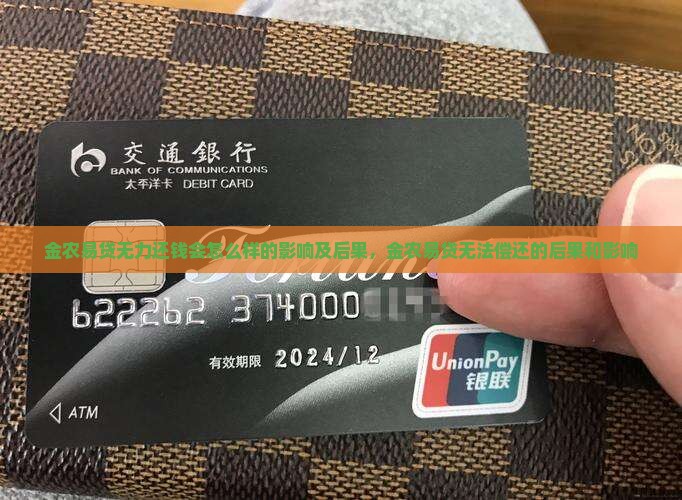 交通銀行
BANK OF COMMUNICATIONS
太平洋卡 DEBIT CARD
金农易贷无力还钱会怎么样的影响及后果，金农易贷无法偿还的后果和影响
Fortune
622262 374000
有效期限 2024/12
UnionPay
银联
ATM